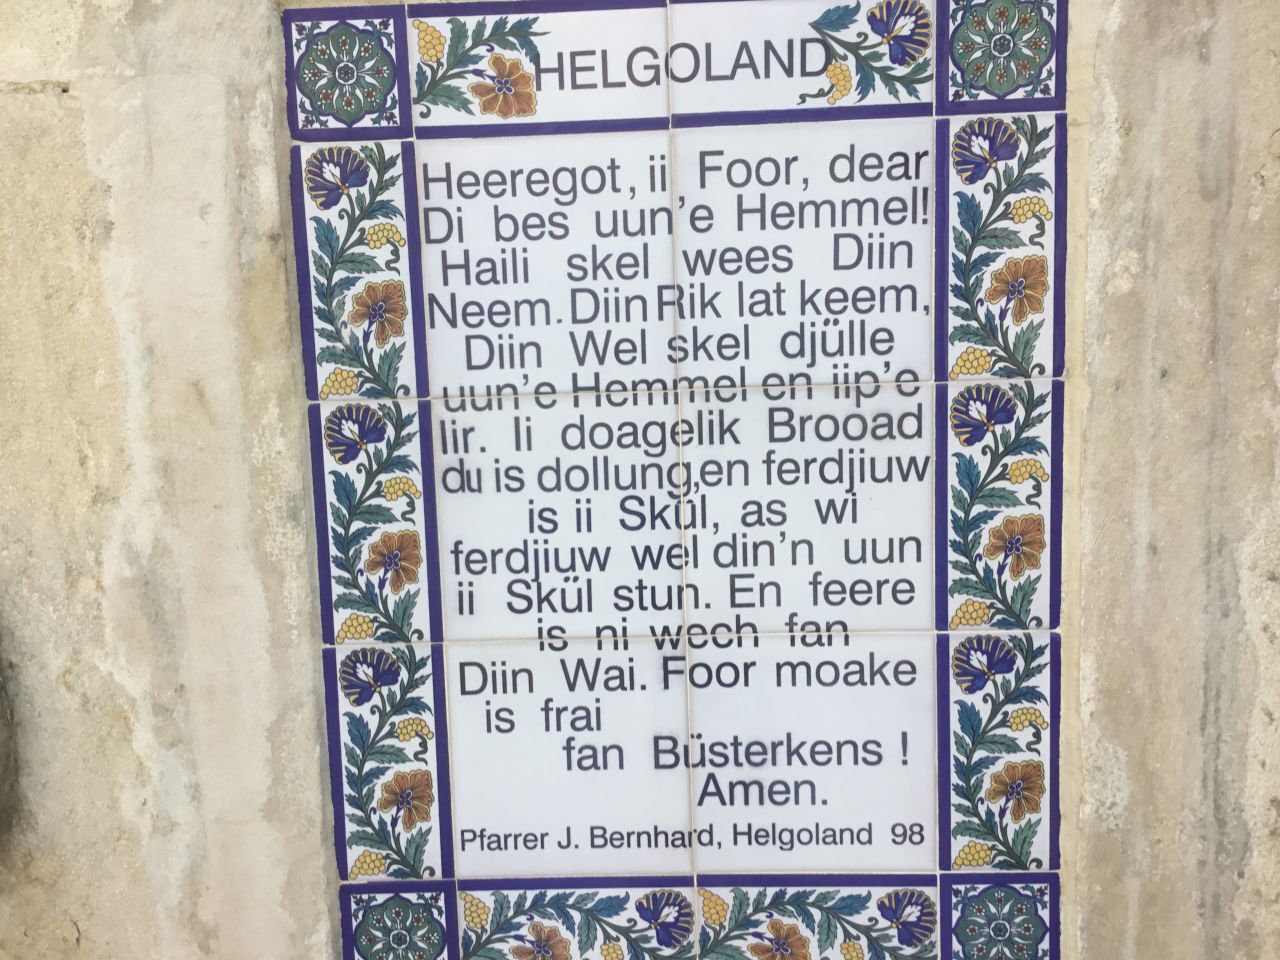 HELGOLAND
Heeregot, ii Foor, dear
Di bes uun'e Hemmel!
Haili skel wees Diin
Neem. Diin Rik lat keem,
Diin Wel skel djülle
uun'e Hemmel en iip'e
lir. Ii doagelik Brooad
du is dollung,en ferdjiuw
is ii Skül, as wi
ferdjiuw wel din'n uun
ii Skül stun. En feere
is ni wech fan
Diin Wai. Foor moake
is frai
fan Büsterkens !
Amen.
Pfarrer J. Bernhard, Helgoland 98